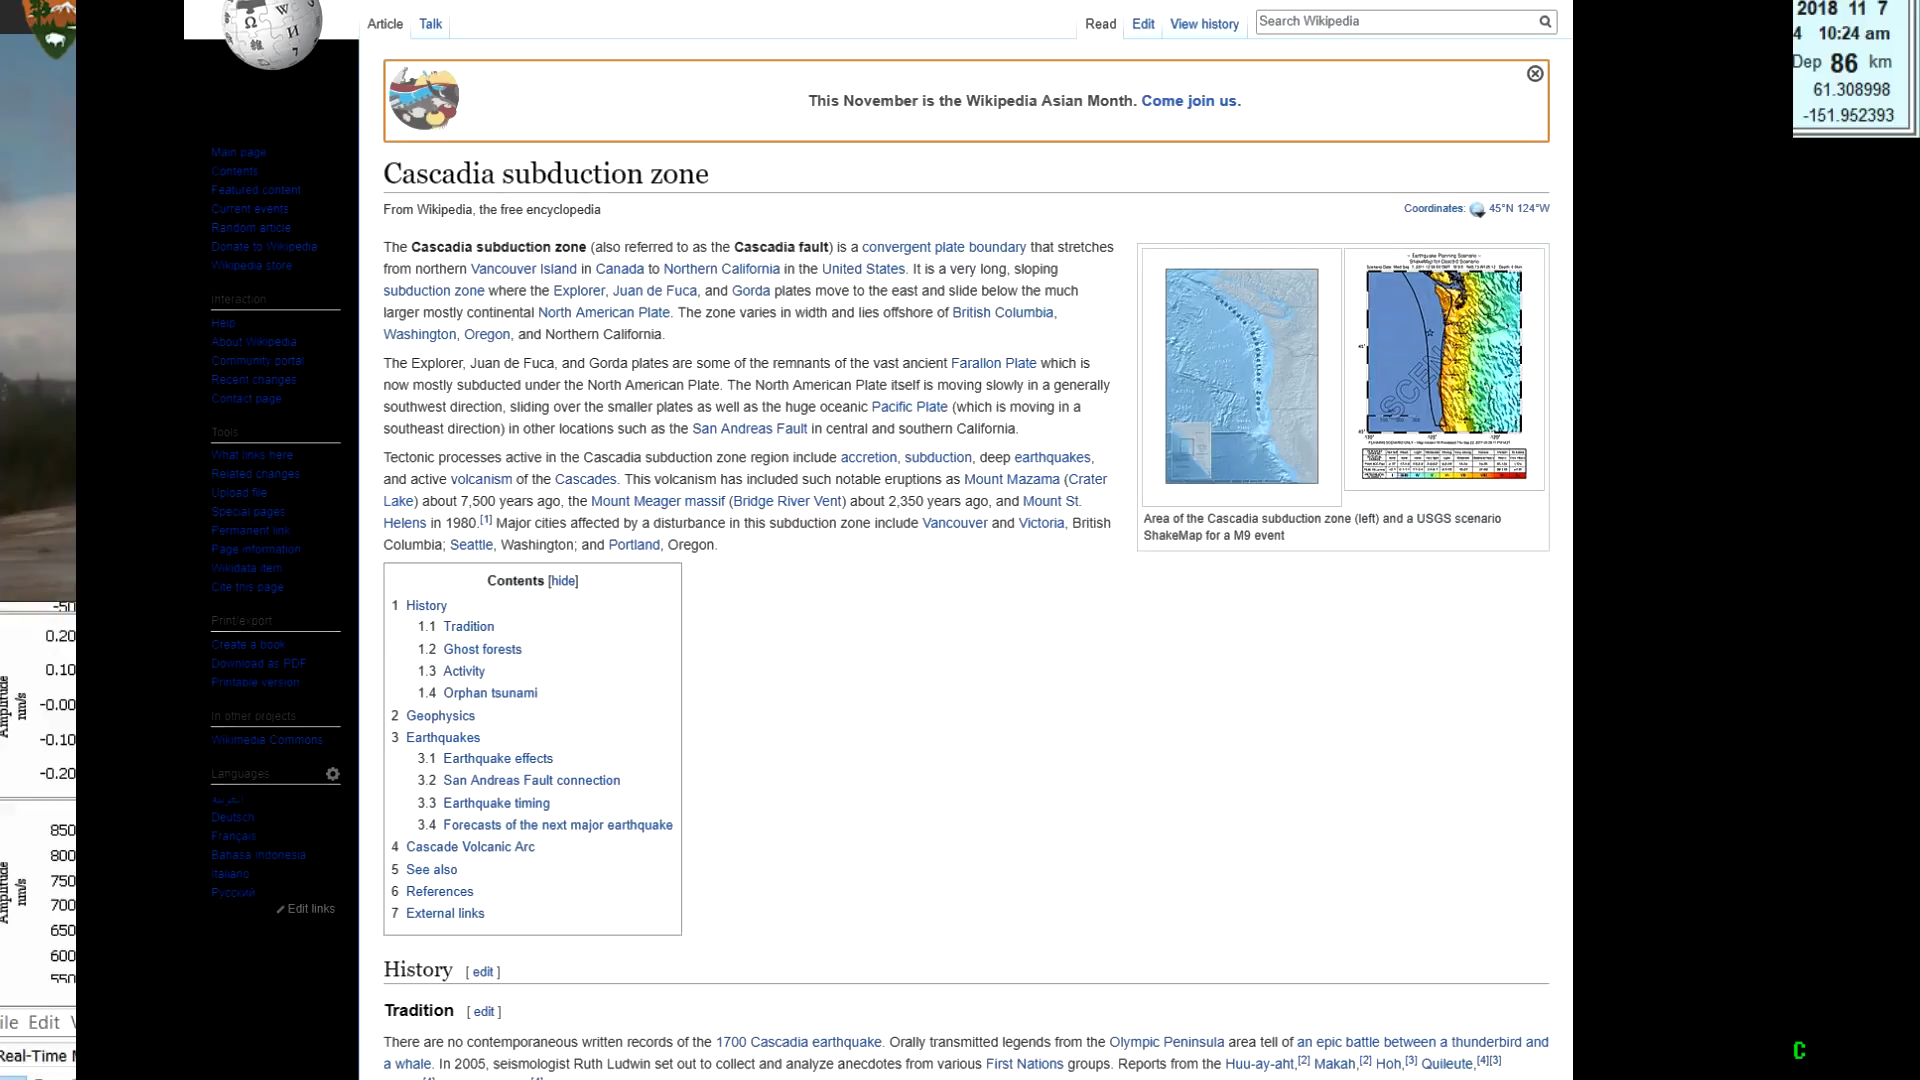 Article Talk Read Edit View history Search Wikipedia
2018 11 7
4 10:24 am
Dep 86 km
61.308998
-151.952393
This November is the Wikipedia Asian Month. Come join us.
Cascadia subduction zone
From Wikipedia, the free encyclopedia
Coordinates: 45°N 124°W
The Cascadia subduction zone (also referred to as the Cascadia fault) is a convergent plate boundary that stretches
from northern Vancouver Island in Canada to Northern California in the United States. It is a very long, sloping
subduction zone where the Explorer, Juan de Fuca, and Gorda plates move to the east and slide below the much
larger mostly continental North American Plate. The zone varies in width and lies offshore of British Columbia,
Washington, Oregon, and Northern California.
The Explorer, Juan de Fuca, and Gorda plates are some of the remnants of the vast ancient Farallon Plate which is
now mostly subducted under the North American Plate. The North American Plate itself is moving slowly in a generally
southwest direction, sliding over the smaller plates as well as the huge oceanic Pacific Plate (which is moving in a
southeast direction) in other locations such as the San Andreas Fault in central and southern California.
Tectonic processes active in the Cascadia subduction zone region include accretion, subduction, deep earthquakes,
and active volcanism of the Cascades. This volcanism has included such notable eruptions as Mount Mazama (Crater
Lake) about 7,500 years ago, the Mount Meager massif (Bridge River Vent) about 2,350 years ago, and Mount St.
Helens in 1980.[1] Major cities affected by a disturbance in this subduction zone include Vancouver and Victoria, British
Columbia; Seattle, Washington; and Portland, Oregon.
Area of the Cascadia subduction zone (left) and a USGS scenario
ShakeMap for a M9 event
Contents [hide]
1 History
1.1 Tradition
1.2 Ghost forests
1.3 Activity
1.4 Orphan tsunami
2 Geophysics
3 Earthquakes
3.1 Earthquake effects
3.2 San Andreas Fault connection
3.3 Earthquake timing
3.4 Forecasts of the next major earthquake
4 Cascade Volcanic Arc
5 See also
6 References
7 External links
History [ edit ]
Tradition [ edit ]
There are no contemporaneous written records of the 1700 Cascadia earthquake. Orally transmitted legends from the Olympic Peninsula area tell of an epic battle between a thunderbird and
a whale. In 2005, seismologist Ruth Ludwin set out to collect and analyze anecdotes from various First Nations groups. Reports from the Huu-ay-aht,[2] Makah,[2] Hoh,[3] Quileute,[4][3]
Main page
Contents
Featured content
Current events
Random article
Donate to Wikipedia
Wikipedia store
Interaction
Help
About Wikipedia
Community portal
Recent changes
Contact page
Tools
What links here
Related changes
Upload file
Special pages
Permanent link
Page information
Wikidata item
Cite this page
Print/export
Create a book
Download as PDF
Printable version
In other projects
Wikimedia Commons
Languages
العربية
Deutsch
Français
Bahasa Indonesia
Italiano
Русский
Edit links
-50
0.20
0.10
-0.00
-0.10
-0.20
Amplitude
nm/s
850
800
750
700
650
600
550
Amplitude
nm/s
ile Edit
Real-Time
C